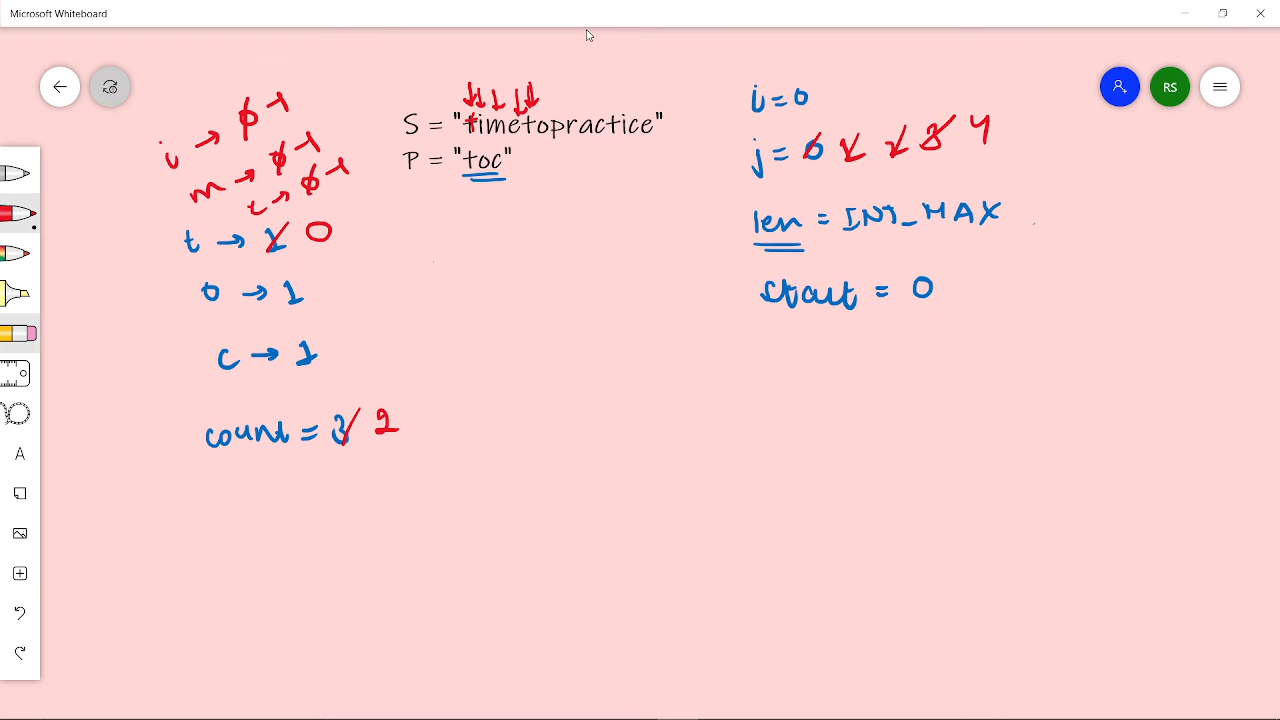 Microsoft Whiteboard
RS
i → 0 -1
m → 0 -1
e → 0 -1
t → 1 0
o → 1
c → 1
count = 3 2
S = "timetopractice"
P = "toc"
i = 0
j = 0 1 2 3 4
len = INT_MAX
start = 0
A